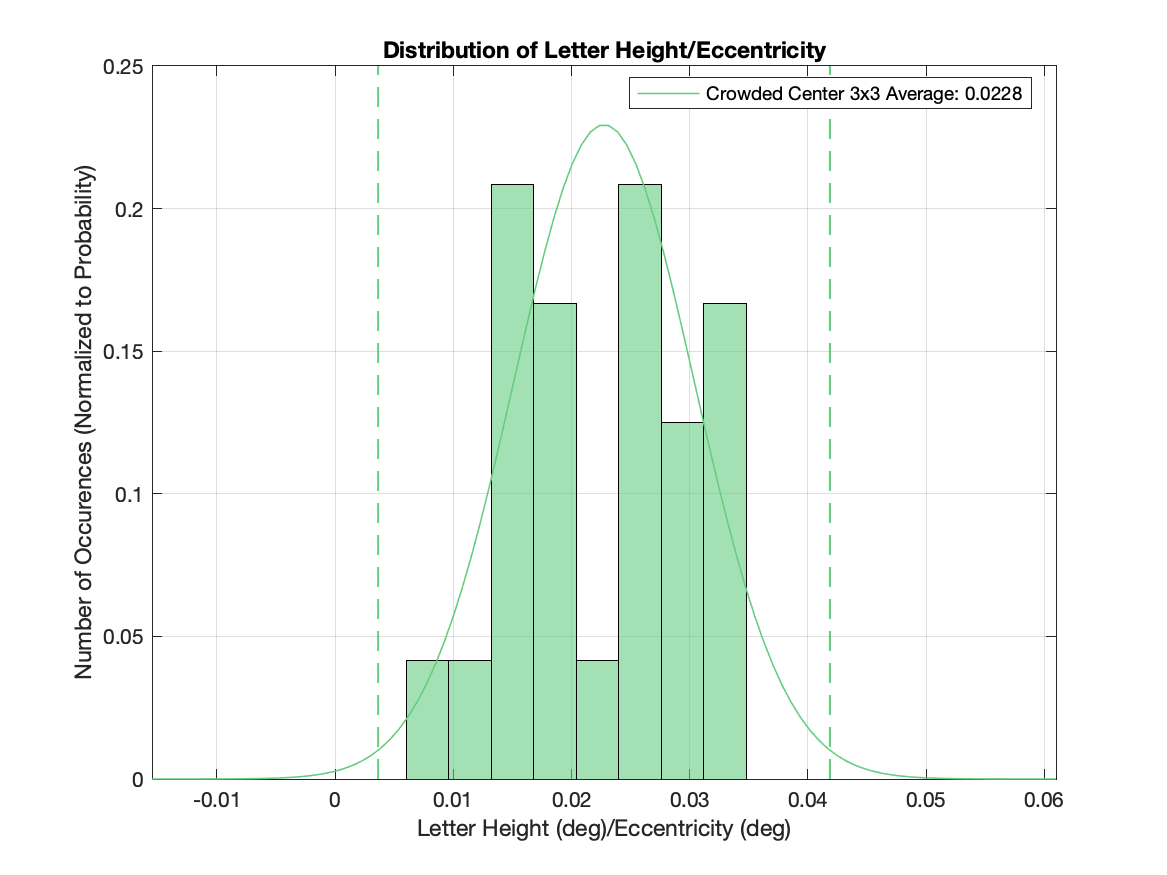 Distribution of Letter Height/Eccentricity
Crowded Center 3x3 Average: 0.0228
Number of Occurences (Normalized to Probability)
0.25
0.2
0.15
0.1
0.05
0
-0.01 0 0.01 0.02 0.03 0.04 0.05 0.06
Letter Height (deg)/Eccentricity (deg)